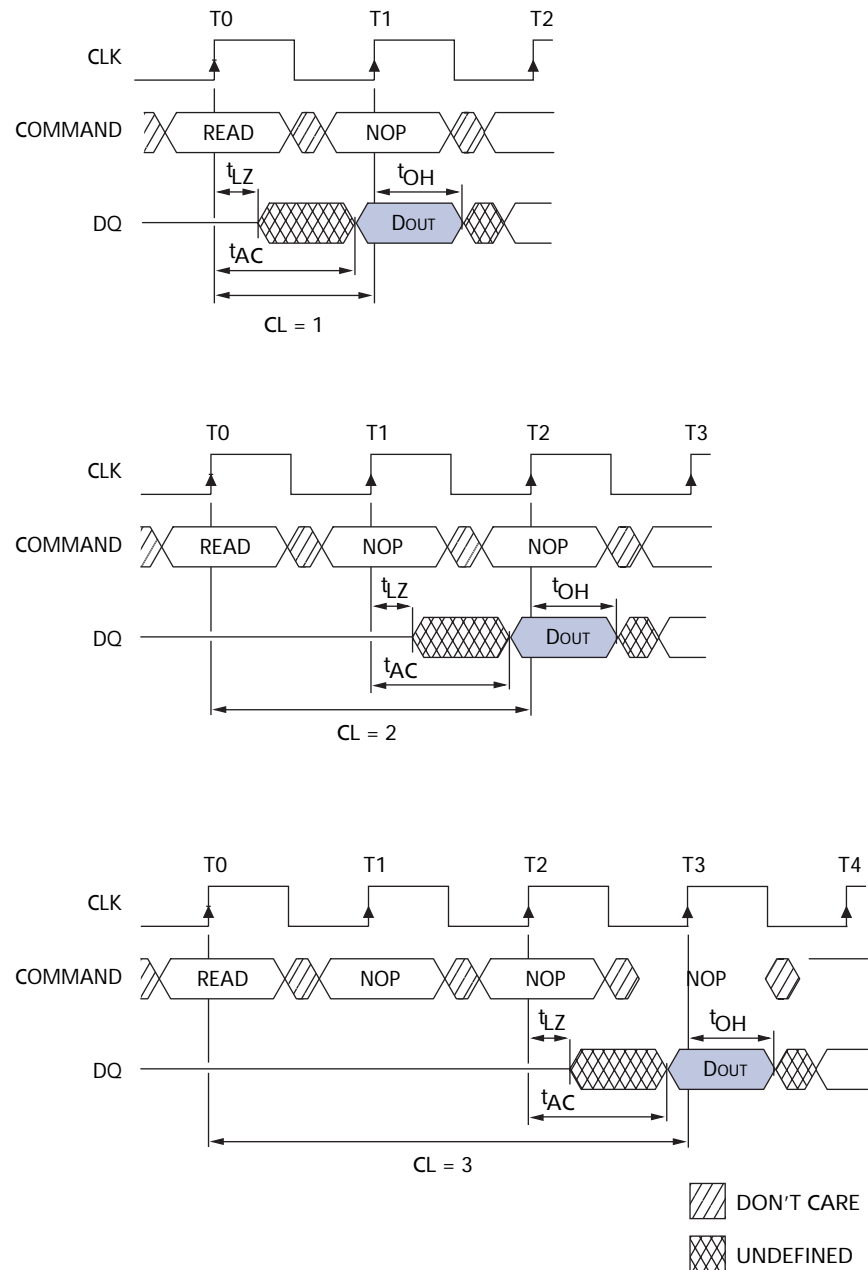 T0 T1 T2
CLK
COMMAND READ NOP
tLZ tOH
DQ DOUT
tAC
CL = 1
T0 T1 T2 T3
CLK
COMMAND READ NOP NOP
tLZ tOH
DQ DOUT
tAC
CL = 2
T0 T1 T2 T3 T4
CLK
COMMAND READ NOP NOP NOP
tLZ tOH
DQ DOUT
tAC
CL = 3
DON'T CARE
UNDEFINED